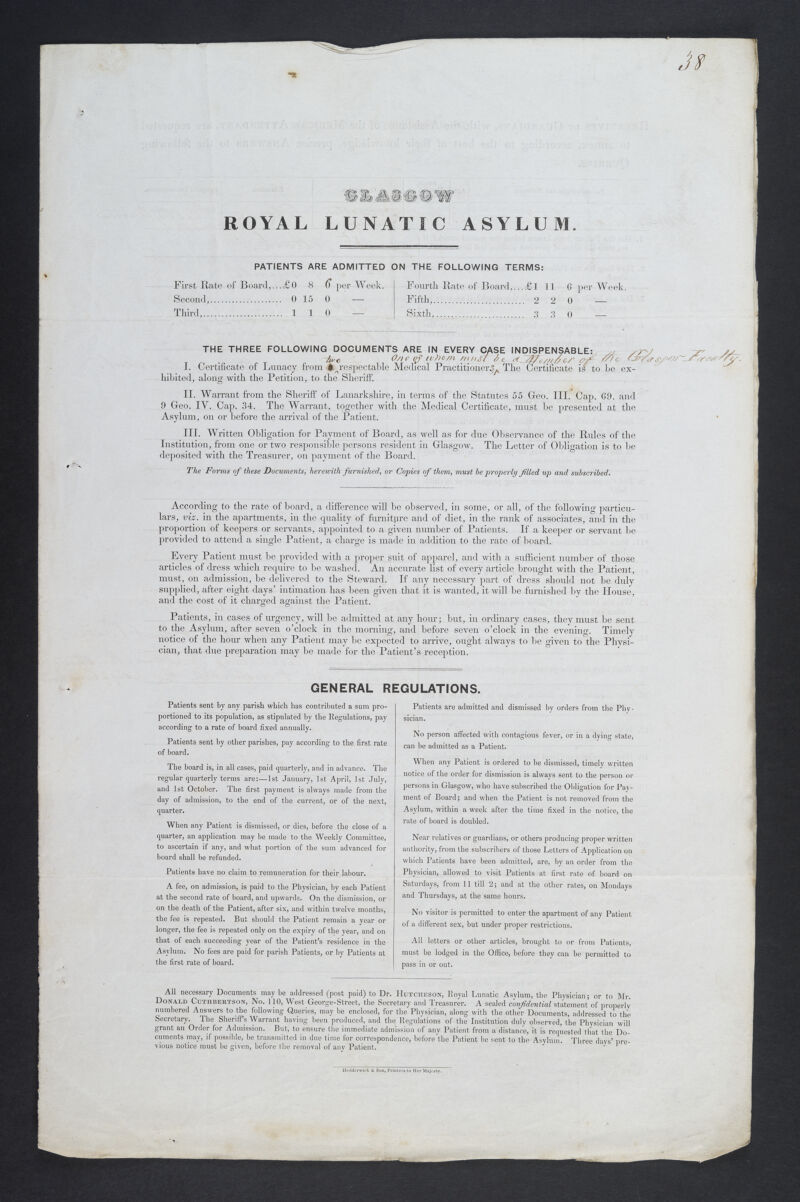 38
GLASGOW
ROYAL LUNATIC ASYLUM.
PATIENTS ARE ADMITTED ON THE FOLLOWING TERMS:
First Rate of Board,....£0 8 6 per Week.
Second,.................... 0 15 0 —
Third,...................... 1 1 0 —
Fourth Rate of Board.....£1 11 6 per Week.
Fifth,......................... 2 2 0 —
Sixth,......................... 3 3 0 —
THE THREE FOLLOWING DOCUMENTS ARE IN EVERY CASE INDISPENSABLE:
two One of whom must be a Member of the Glasgow Faculty.
I. Certificate of Lunacy from a respectable Medical Practitioners. The Certificate is to be ex-
hibited, along with the Petition, to the Sheriff.
II. Warrant from the Sheriff of Lanarkshire, in terms of the Statutes 55 Geo. III. Cap. 69. and
9 Geo. IV. Cap. 34. The Warrant, together with the Medical Certificate, must be presented at the
Asylum, on or before the arrival of the Patient.
III. Written Obligation for Payment of Board, as well as for due Observance of the Rules of the
Institution, from one or two responsible persons resident in Glasgow. The Letter of Obligation is to be
deposited with the Treasurer, on payment of the Board.
The Forms of these Documents, herewith furnished, or Copies of them, must be properly filled up and subscribed.
According to the rate of board, a difference will be observed, in some, or all, of the following particu-
lars, viz. in the apartments, in the quality of furniture and of diet, in the rank of associates, and in the
proportion of keepers or servants, appointed to a given number of Patients. If a keeper or servant be
provided to attend a single Patient, a charge is made in addition to the rate of board.
Every Patient must be provided with a proper suit of apparel, and with a sufficient number of those
articles of dress which require to be washed. An accurate list of every article brought with the Patient,
must, on admission, be delivered to the Steward. If any necessary part of dress should not be duly
supplied, after eight days' intimation has been given that it is wanted, it will be furnished by the House,
and the cost of it charged against the Patient.
Patients, in cases of urgency, will be admitted at any hour; but, in ordinary cases, they must be sent
to the Asylum, after seven o'clock in the morning, and before seven o'clock in the evening. Timely
notice of the hour when any Patient may be expected to arrive, ought always to be given to the Physi-
cian, that due preparation may be made for the Patient's reception.
GENERAL REGULATIONS.
Patients sent by any parish which has contributed a sum pro-
portioned to its population, as stipulated by the Regulations, pay
according to a rate of board fixed annually.
Patients sent by other parishes, pay according to the first rate
of board.
The board is, in all cases, paid quarterly, and in advance. The
regular quarterly terms are:—1st January, 1st April, 1st July,
and 1st October. The first payment is always made from the
day of admission, to the end of the current, or of the next,
quarter.
When any Patient is dismissed, or dies, before the close of a
quarter, an application may be made to the Weekly Committee,
to ascertain if any, and what portion of the sum advanced for
board shall be refunded.
Patients have no claim to remuneration for their labour.
A fee, on admission, is paid to the Physician, by each Patient
at the second rate of board, and upwards. On the dismission, or
on the death of the Patient, after six, and within twelve months,
the fee is repeated. But should the Patient remain a year or
longer, the fee is repeated only on the expiry of the year, and on
that of each succeeding year of the Patient's residence in the
Asylum. No fees are paid for parish Patients, or by Patients at
the first rate of board.
Patients are admitted and dismissed by orders from the Phy-
sician.
No person affected with contagious fever, or in a dying state,
can be admitted as a Patient.
When any Patient is ordered to be dismissed, timely written
notice of the order for dismission is always sent to the person or
persons in Glasgow, who have subscribed the Obligation for Pay-
ment of Board; and when the Patient is not removed from the
Asylum, within a week after the time fixed in the notice, the
rate of board is doubled.
Near relatives or guardians, or others producing proper written
authority, from the subscribers of those Letters of Application on
which Patients have been admitted, are, by an order from the
Physician, allowed to visit Patients at first rate of board on
Saturdays, from 11 till 2; and at the other rates, on Mondays
and Thursdays, at the same hours.
No visitor is permitted to enter the apartment of any Patient
of a different sex, but under proper restrictions.
All letters or other articles, brought to or from Patients,
must be lodged in the Office, before they can be permitted to
pass in or out.
All necessary Documents may be addressed (post paid) to Dr. HUTCHESON, Royal Lunatic Asylum, the Physician; or to Mr.
DONALD CUTHBERTSON, No. 110, West George-Street, the Secretary and Treasurer. A sealed confidential statement of properly
numbered Answers to the following Queries, may be enclosed, for the Physician, along with the other Documents, addressed to the
Secretary. The Sheriff's Warrant having been produced, and the Regulations of the Institution duly observed, the Physician will
grant an Order for Admission. But, to ensure the immediate admission of any Patient from a distance, it is requested that the Do-
cuments may, if possible, be transmitted in due time for correspondence, before the Patient be sent to the Asylum. Three days' pre-
vious notice must be given, before the removal of any Patient.
Hedderwick & Son, Printers to Her Majesty.